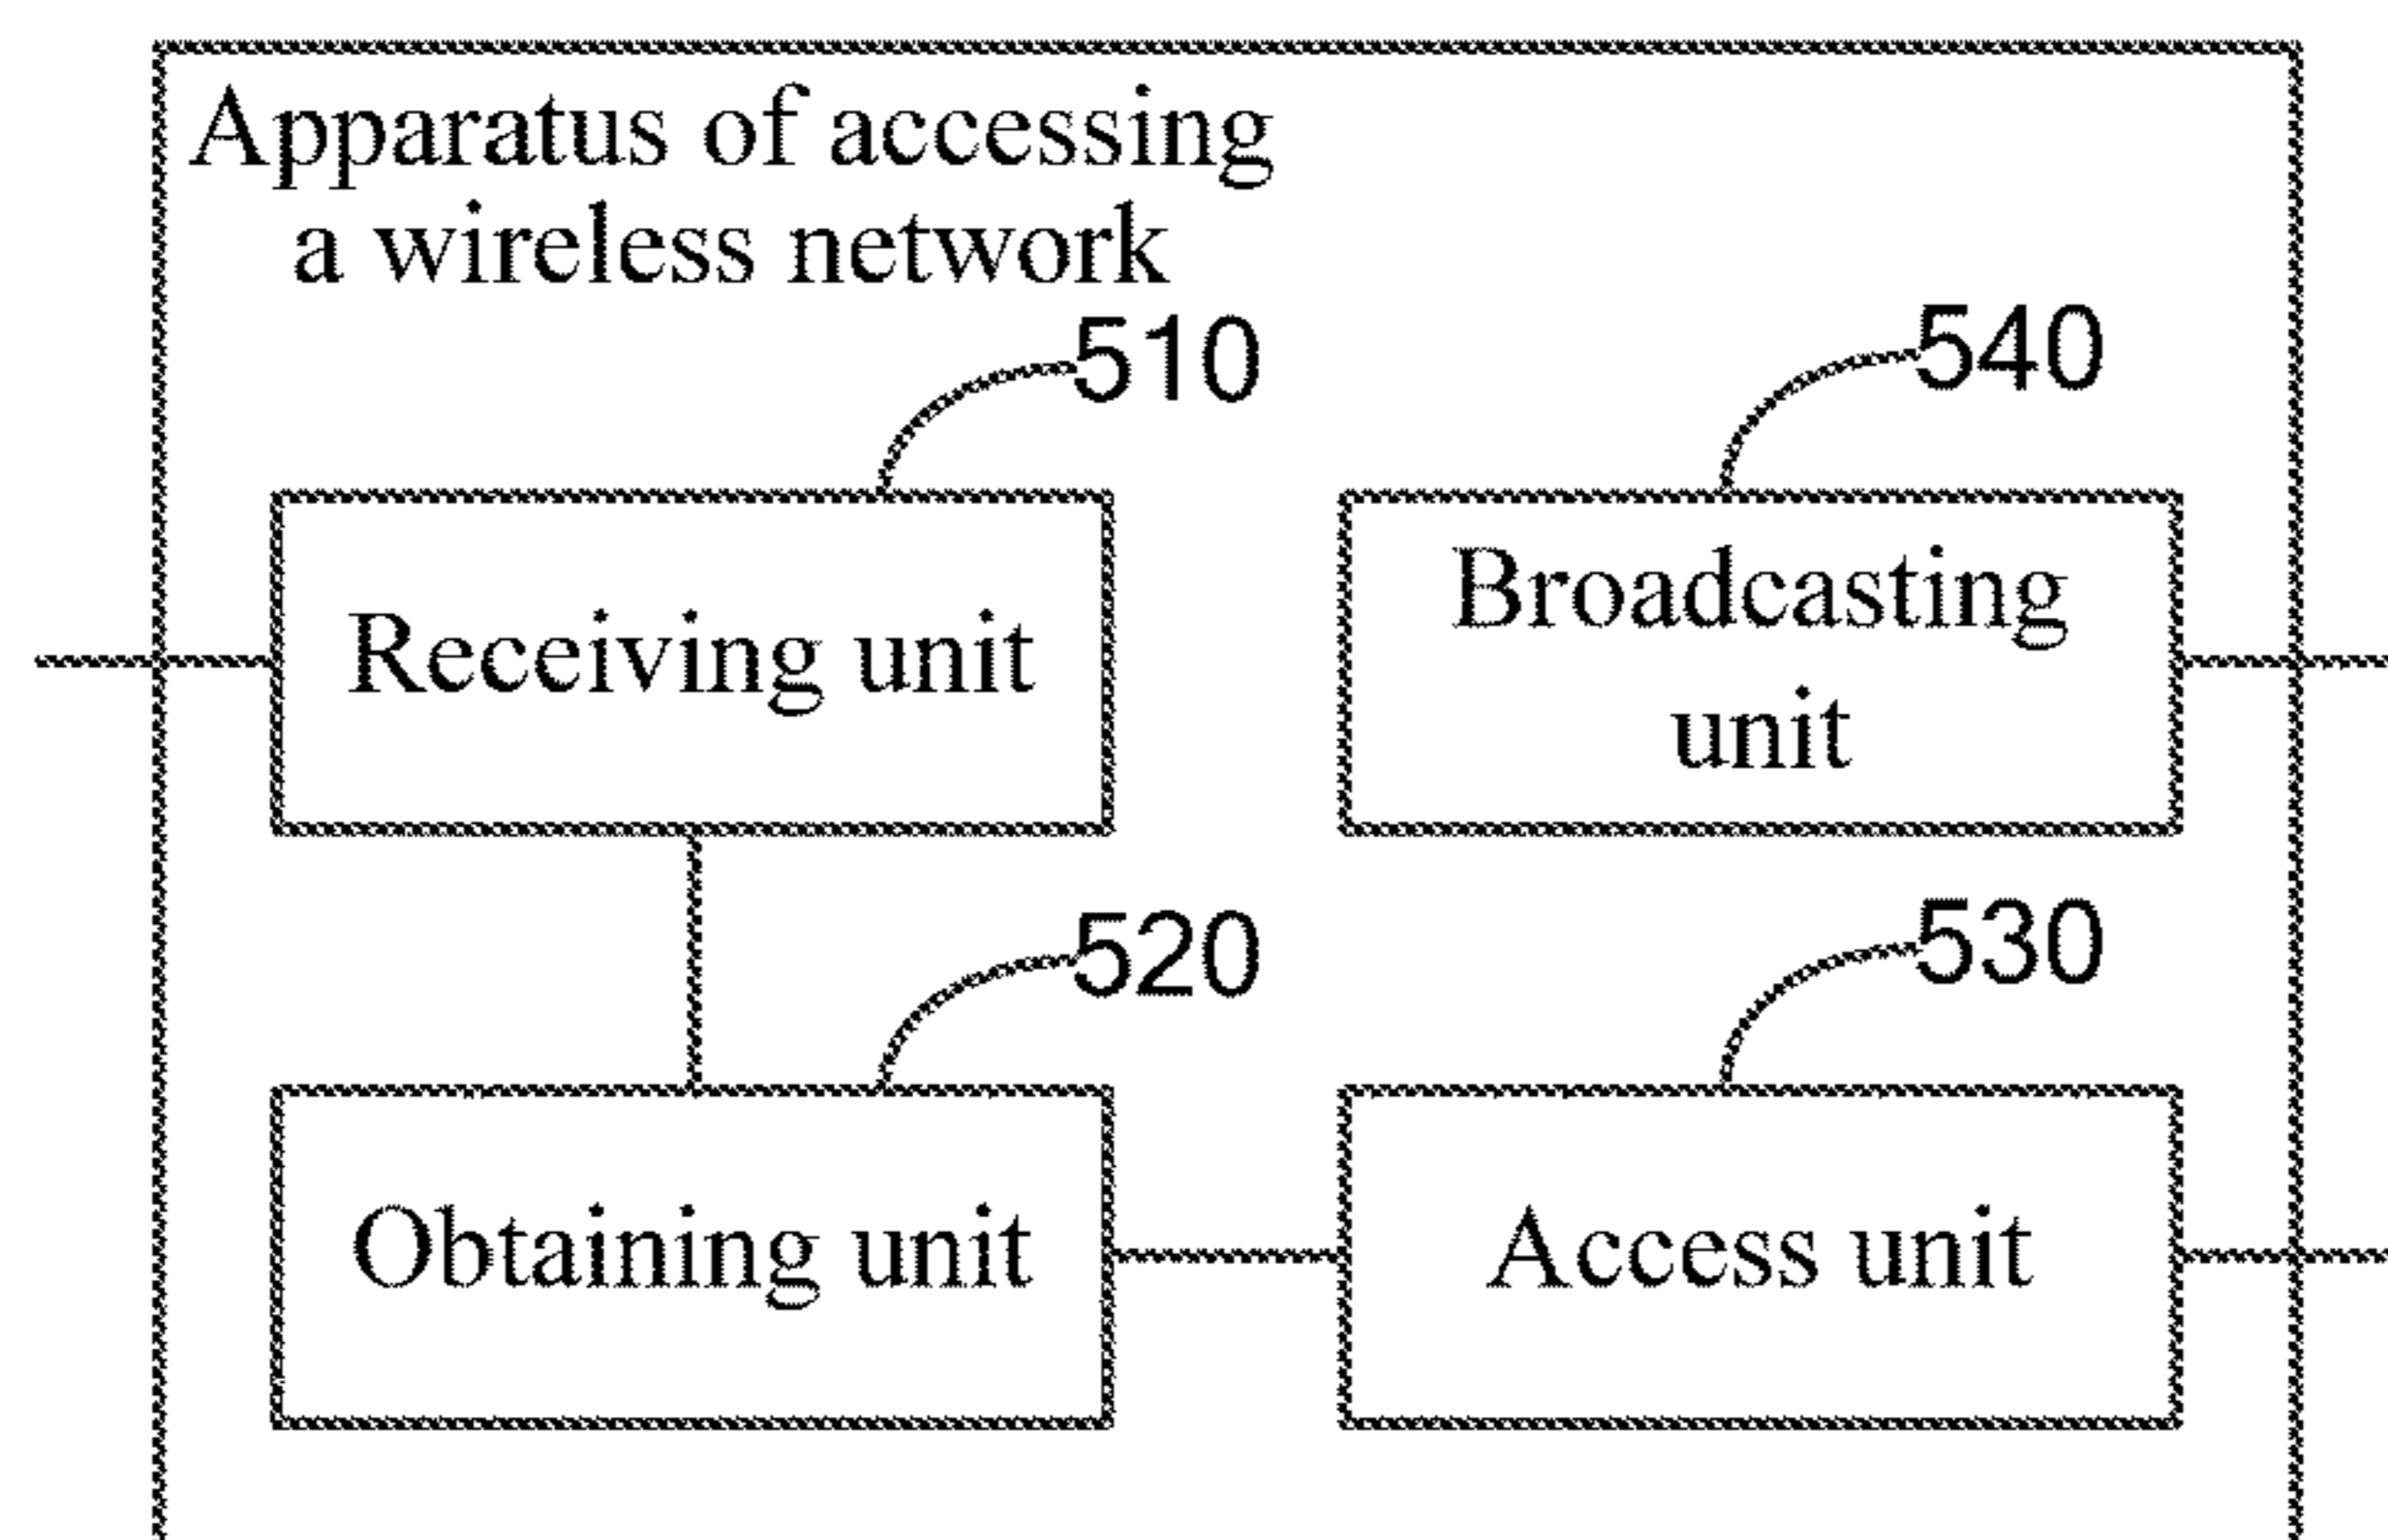 Apparatus of accessing
a wireless network
510
540
Receiving unit
Broadcasting
unit
520
530
Obtaining unit
Access unit